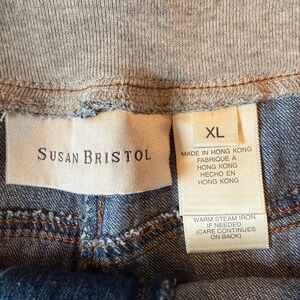 SUSAN BRISTOL
XL
MADE IN HONG KONG
FABRIQUE A
HONG KONG
HECHO EN
HONG KONG
WARM STEAM IRON
IF NEEDED.
(CARE CONTINUES
ON BACK)